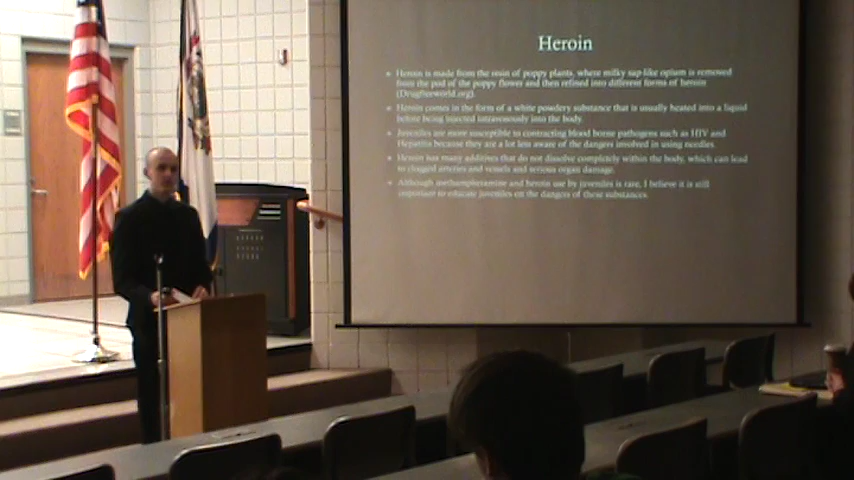 Heroin
Heroin is made from the resin of poppy plants, where milky sap-like opium is removed
from the pod of the poppy flower and then refined into different forms of heroin
(Drugfreeworld.org).
Heroin comes in the form of a white powdery substance that is usually heated into a liquid
before being injected intravenously into the body.
Juveniles are more susceptible to contracting blood borne pathogens such as HIV and
Hepatitis because they are a lot less aware of the dangers involved in using needles.
Heroin has many additives that do not dissolve completely within the body, which can lead
to clogged arteries and vessels and serious organ damage.
Although methamphetamine and heroin use by juveniles is rare, I believe it is still
important to educate juveniles on the dangers of these substances.